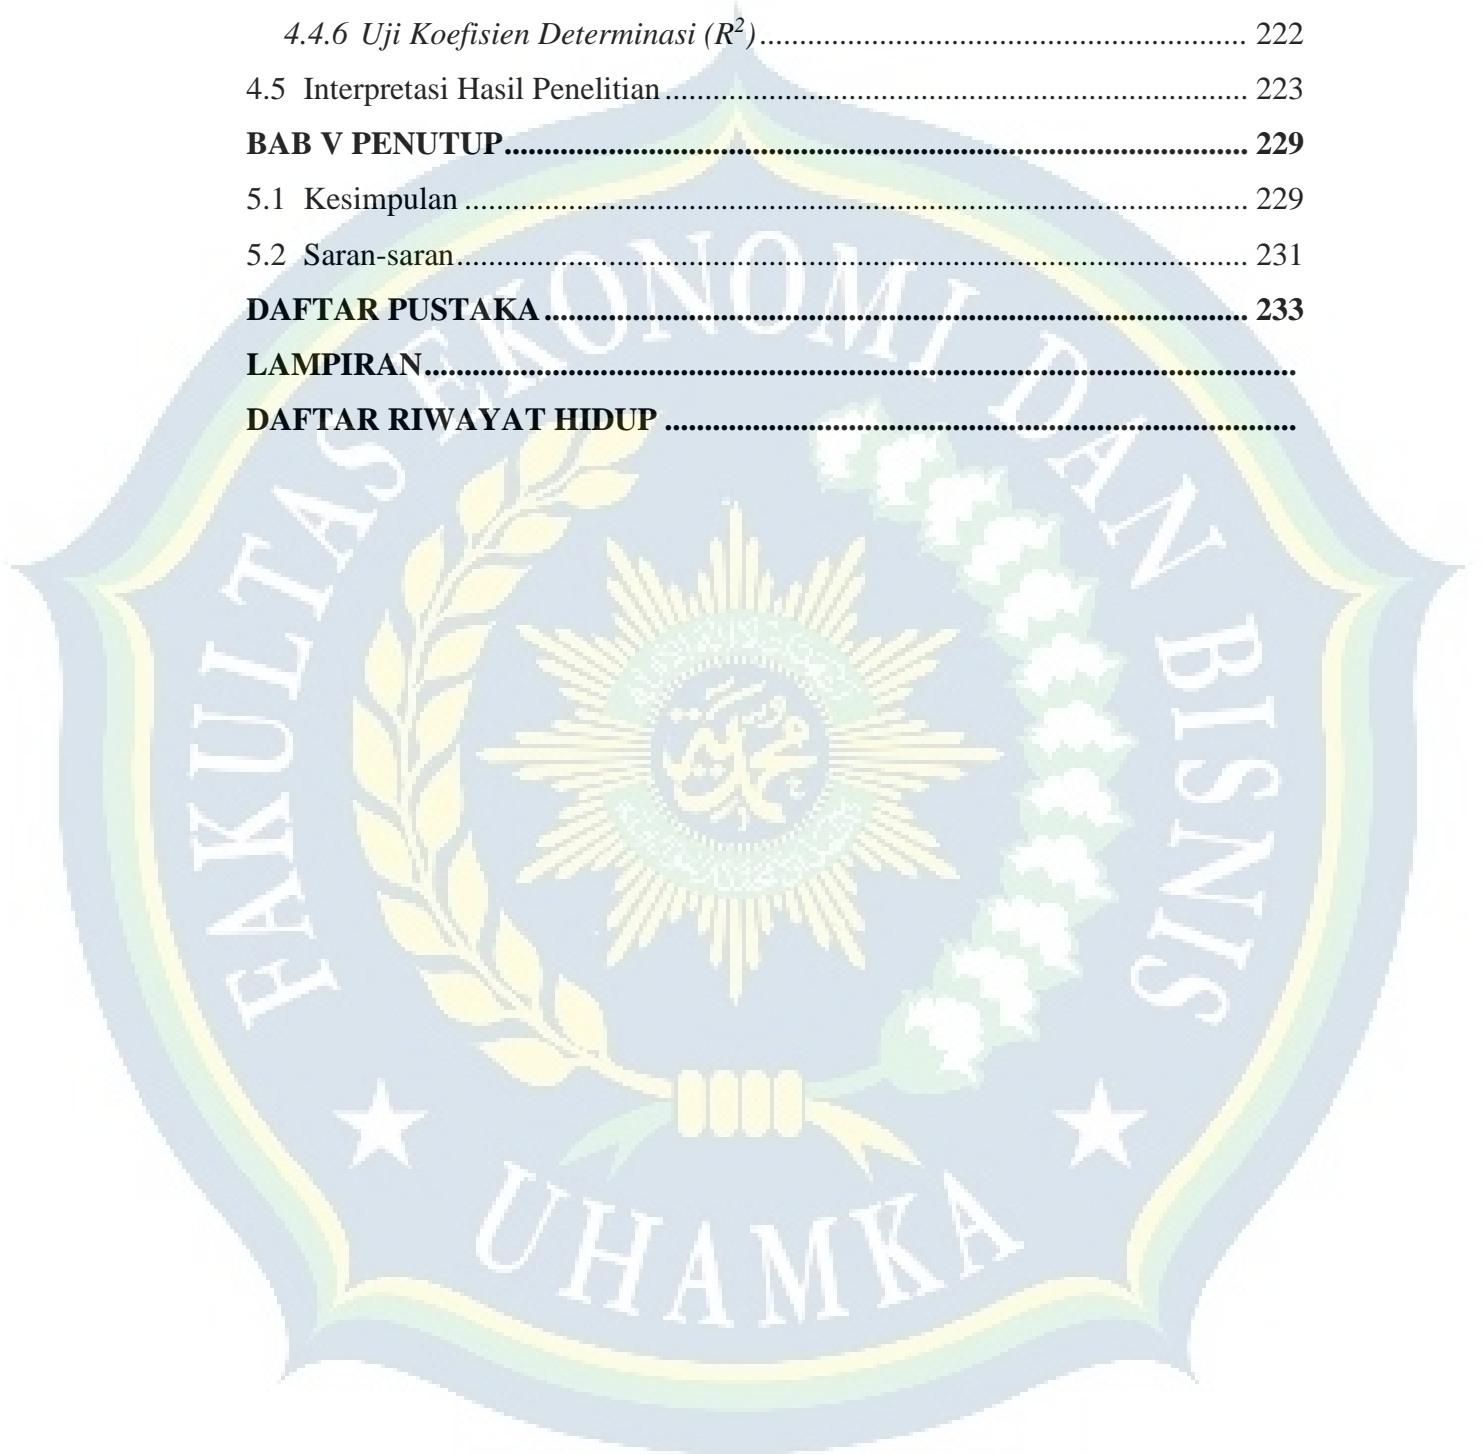 4.4.6 Uji Koefisien Determinasi (R²)............................................................. 222
4.5 Interpretasi Hasil Penelitian......................................................................... 223
BAB V PENUTUP............................................................................................. 229
5.1 Kesimpulan.................................................................................................. 229
5.2 Saran-saran................................................................................................... 231
DAFTAR PUSTAKA........................................................................................ 233
LAMPIRAN.............................................................................................................
DAFTAR RIWAYAT HIDUP...............................................................................
FAKULTAS EKONOMI DAN BISNIS
محمدية
UHAMKA